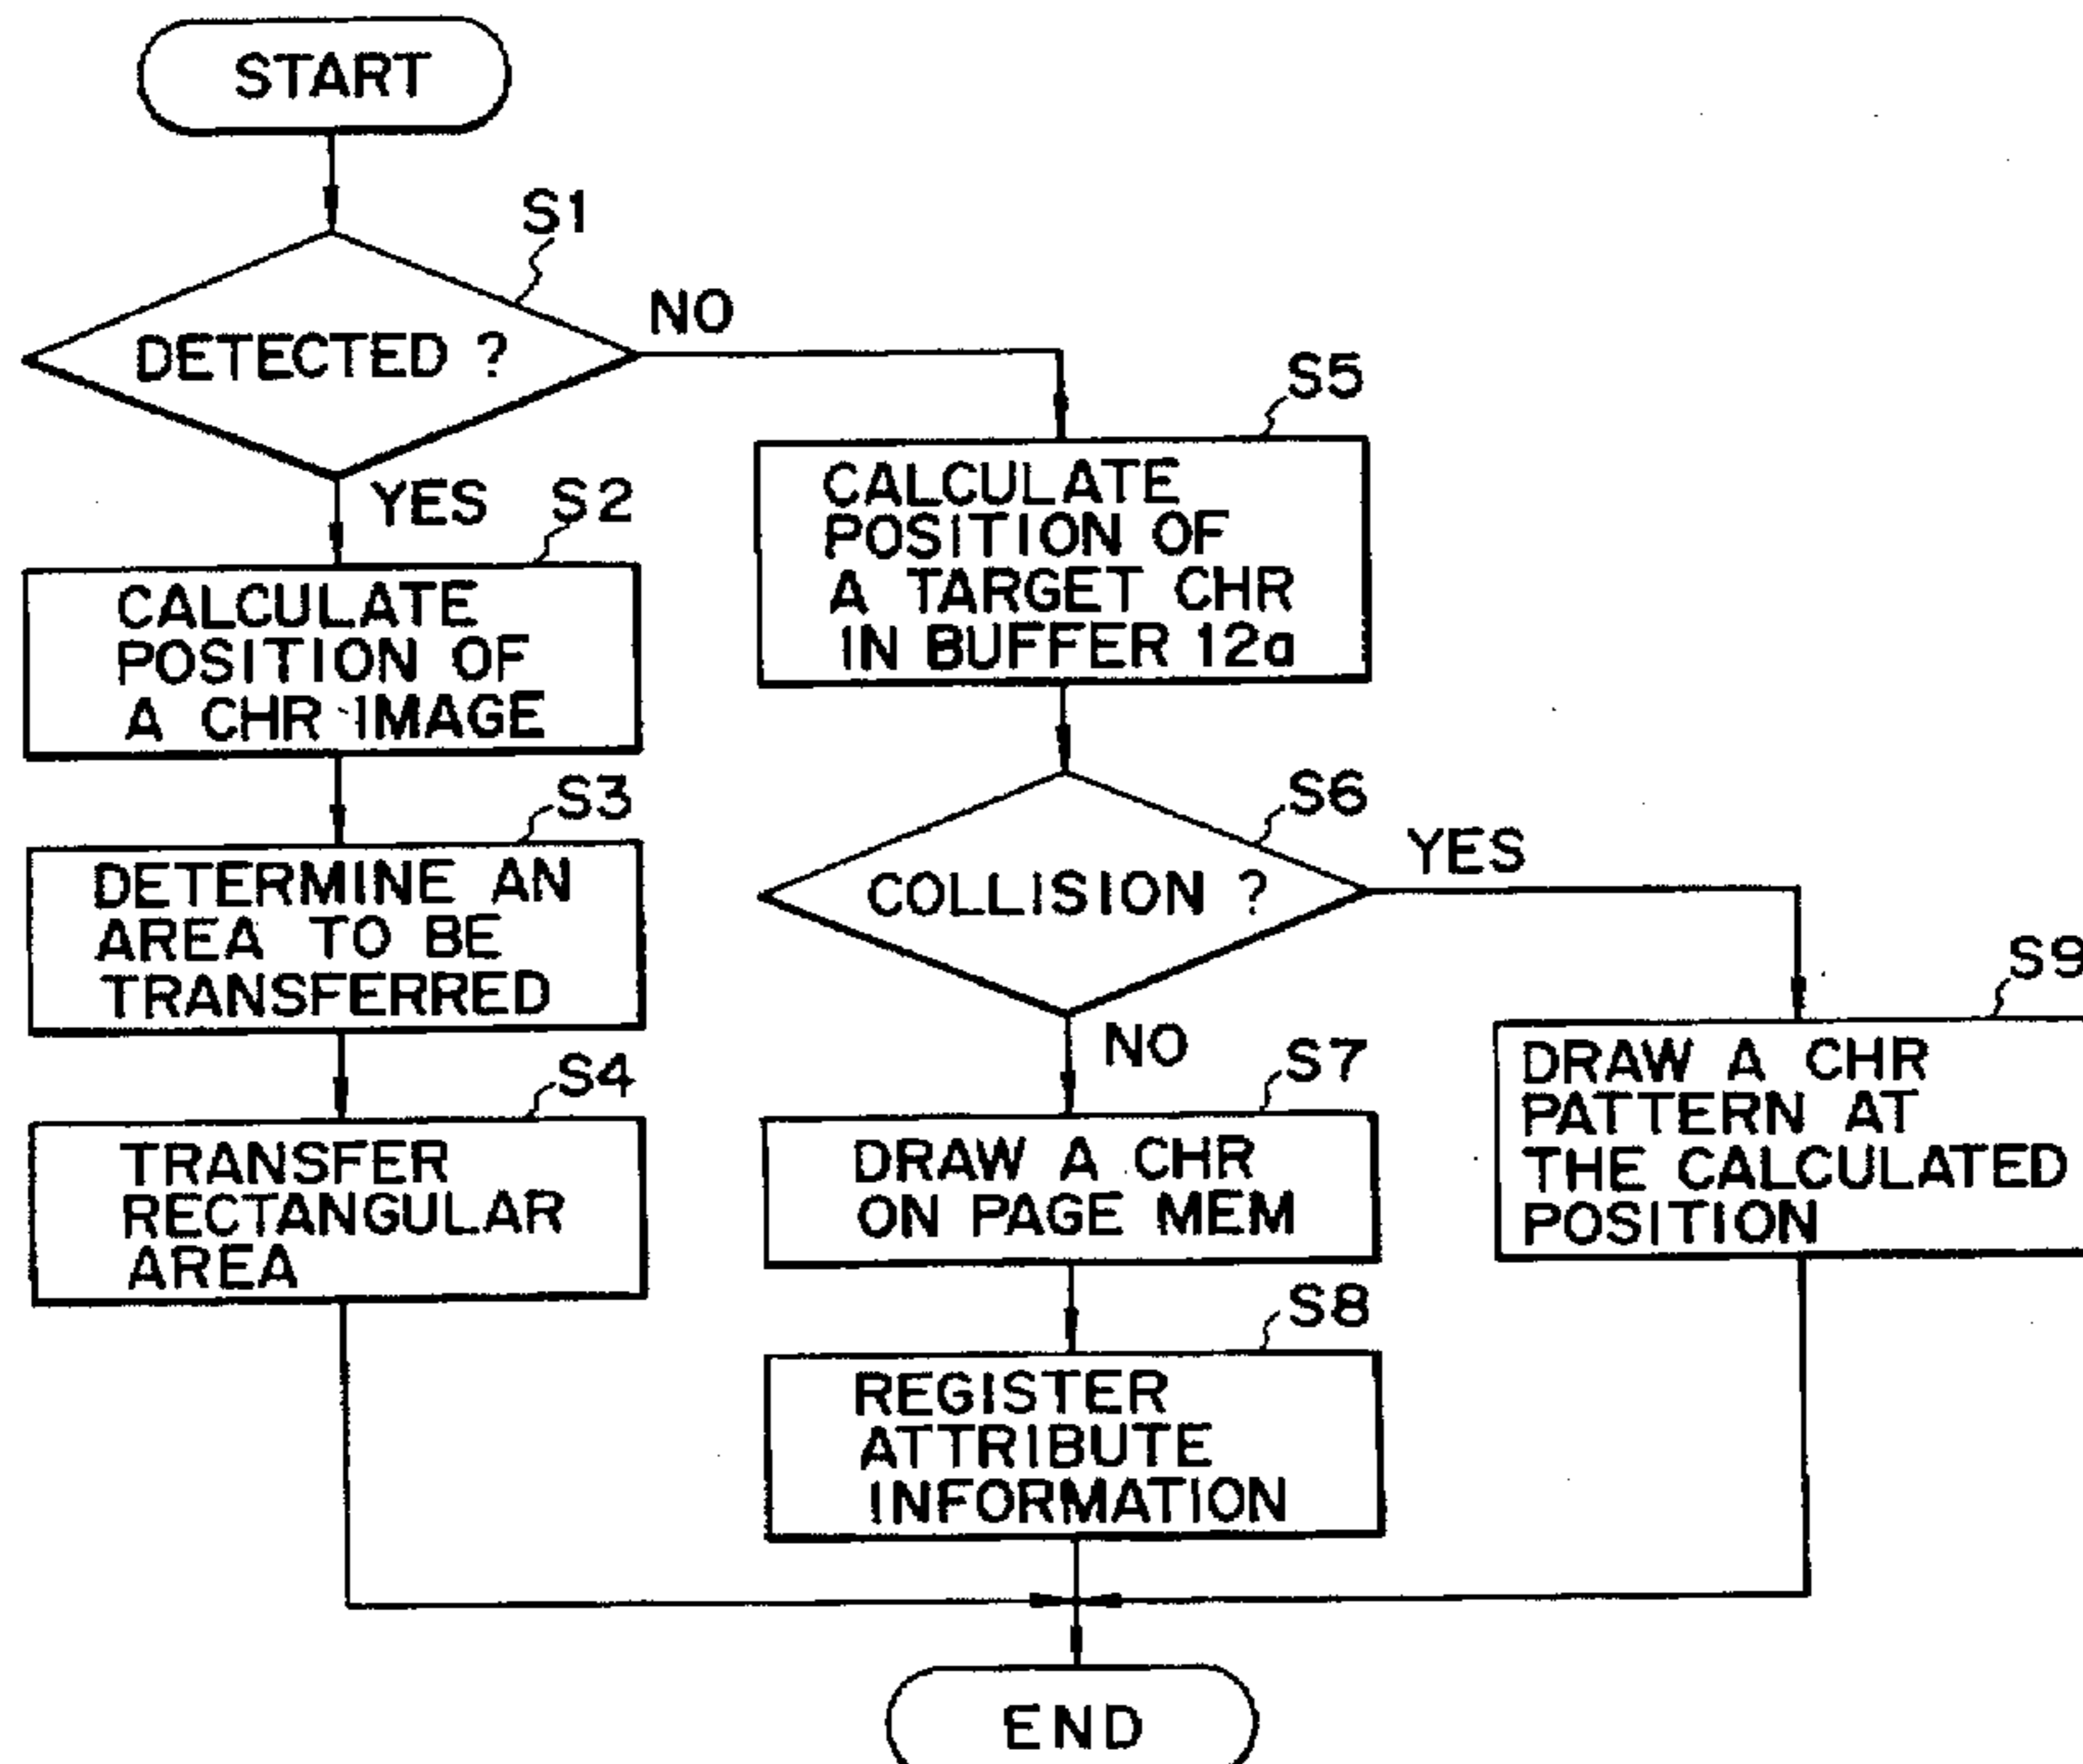 START
S1
DETECTED ?
NO
YES
S2
CALCULATE
POSITION OF
A CHR IMAGE
S3
DETERMINE AN
AREA TO BE
TRANSFERRED
S4
TRANSFER
RECTANGULAR
AREA
S5
CALCULATE
POSITION OF
A TARGET CHR
IN BUFFER 12a
S6
COLLISION ?
YES
NO
S7
DRAW A CHR
ON PAGE MEM
S8
REGISTER
ATTRIBUTE
INFORMATION
S9
DRAW A CHR
PATTERN AT
THE CALCULATED
POSITION
END